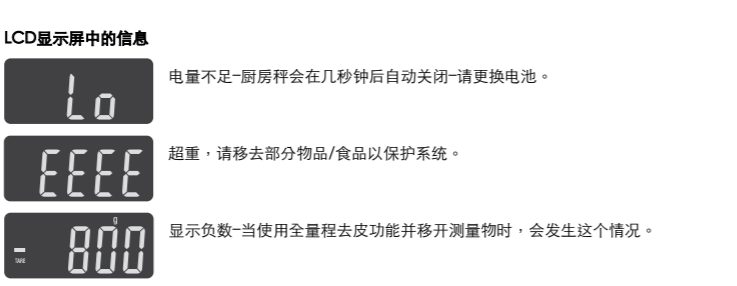 LCD显示屏中的信息
Lo
电量不足-厨房秤会在几秒钟后自动关闭-请更换电池。
EEEE
超重，请移去部分物品/食品以保护系统。
g
- 800
TARE
显示负数-当使用全量程去皮功能并移开测量物时，会发生这个情况。